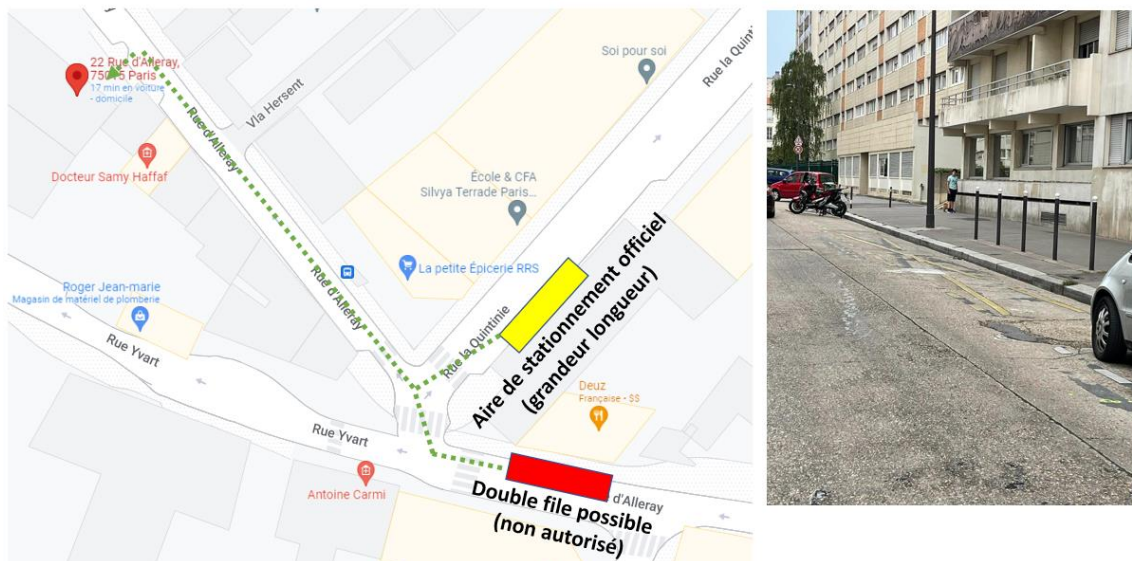 22 Rue d'Alleray,
75015 Paris
17 min en voiture
- domicile
Soi pour soi
Rue la Quintinie
Vla Hersent
Rue d'Alleray
Docteur Samy Haffaf
École & CFA
Silvya Terrade Paris...
La petite Épicerie RRS
Roger Jean-marie
Magasin de matériel de plomberie
Rue d'Alleray
Rue Yvart
Rue la Quintinie
Aire de stationnement officiel
(grandeur longueur)
Deuz
Française - $$
Rue Yvart
Antoine Carmi
d'Alleray
Double file possible
(non autorisé)